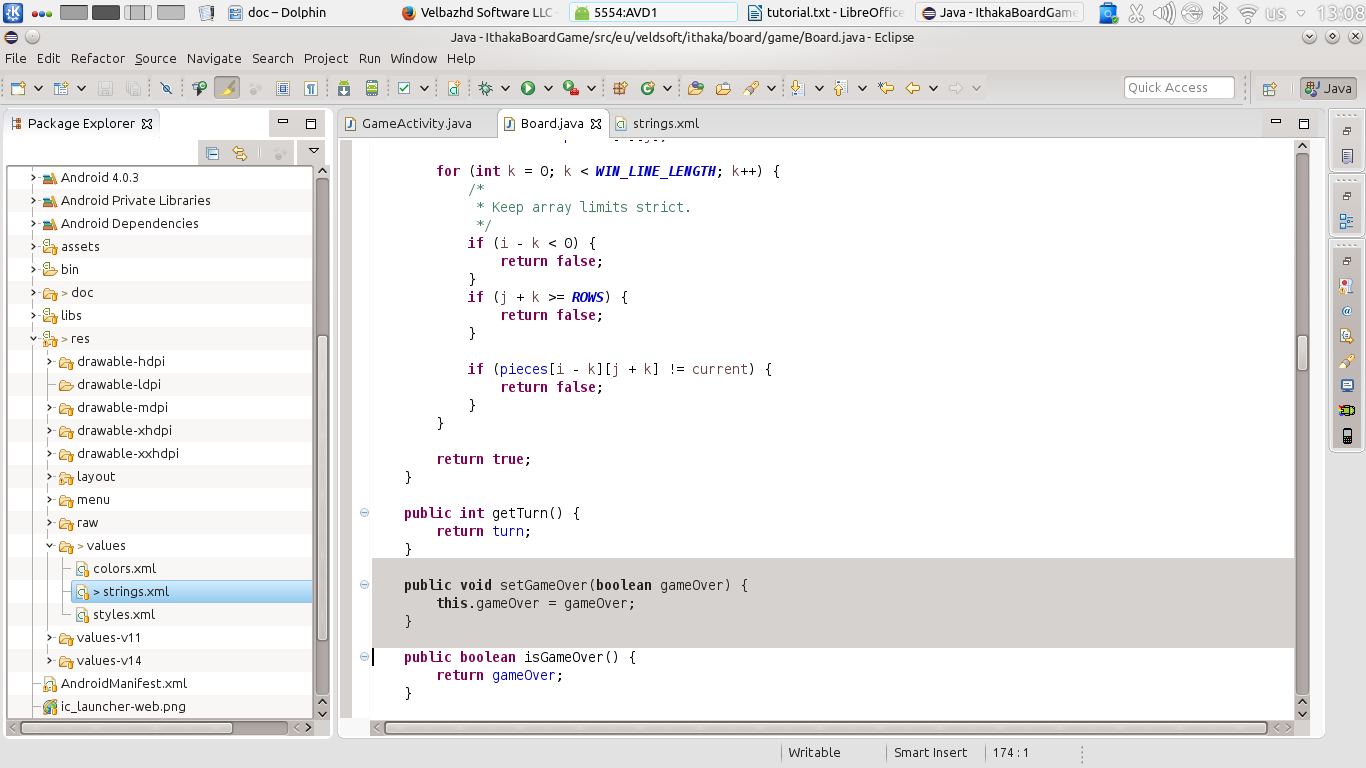 doc – Dolphin
Velbazhd Software LLC
5554:AVD1
tutorial.txt - LibreOffice
Java - IthakaBoardGame
us
13:08
Java - IthakaBoardGame/src/eu/veldsoft/ithaka/board/game/Board.java - Eclipse
File Edit Refactor Source Navigate Search Project Run Window Help
Quick Access
Java
Package Explorer
GameActivity.java
Board.java
strings.xml
Android 4.0.3
Android Private Libraries
Android Dependencies
assets
bin
> doc
libs
> res
drawable-hdpi
drawable-ldpi
drawable-mdpi
drawable-xhdpi
drawable-xxhdpi
layout
menu
raw
> values
colors.xml
> strings.xml
styles.xml
values-v11
values-v14
AndroidManifest.xml
ic_launcher-web.png
for (int k = 0; k < WIN_LINE_LENGTH; k++) {
/*
* Keep array limits strict.
*/
if (i - k < 0) {
return false;
}
if (j + k >= ROWS) {
return false;
}
if (pieces[i - k][j + k] != current) {
return false;
}
}
return true;
}
public int getTurn() {
return turn;
}
public void setGameOver(boolean gameOver) {
this.gameOver = gameOver;
}
public boolean isGameOver() {
return gameOver;
}
Writable
Smart Insert
174 : 1